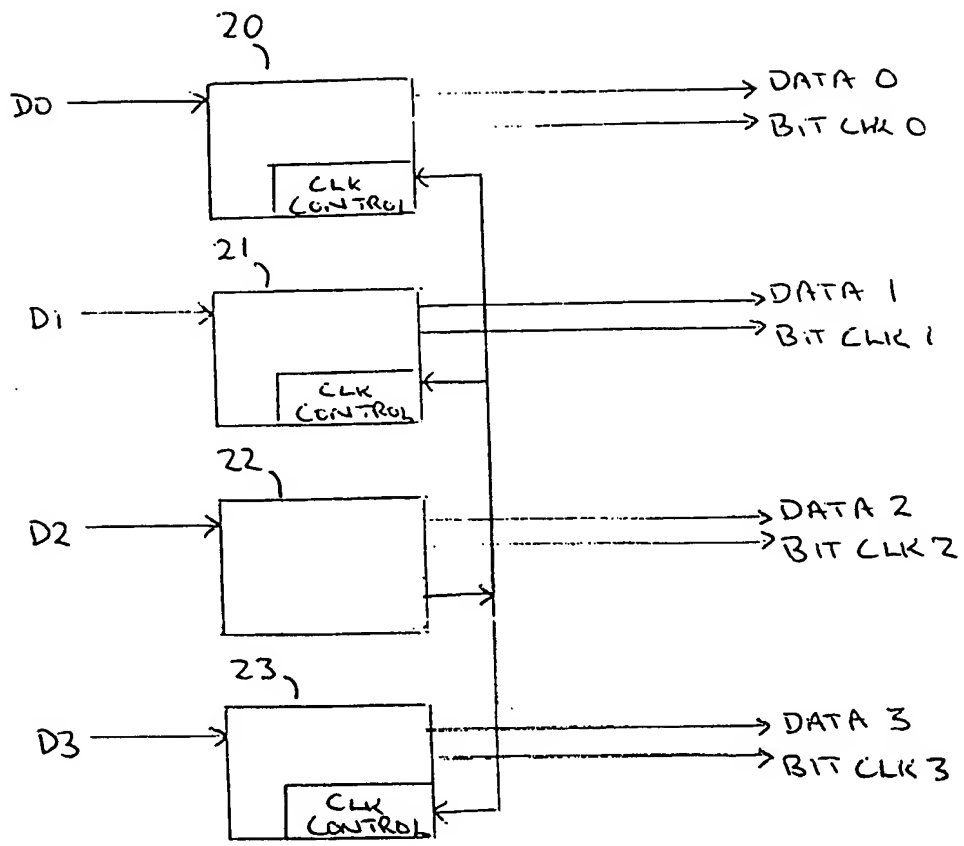 20
D0
DATA 0
BIT CLK 0
CLK
CONTROL
21
D1
DATA 1
BIT CLK 1
CLK
CONTROL
22
D2
DATA 2
BIT CLK 2
23
D3
DATA 3
BIT CLK 3
CLK
CONTROL